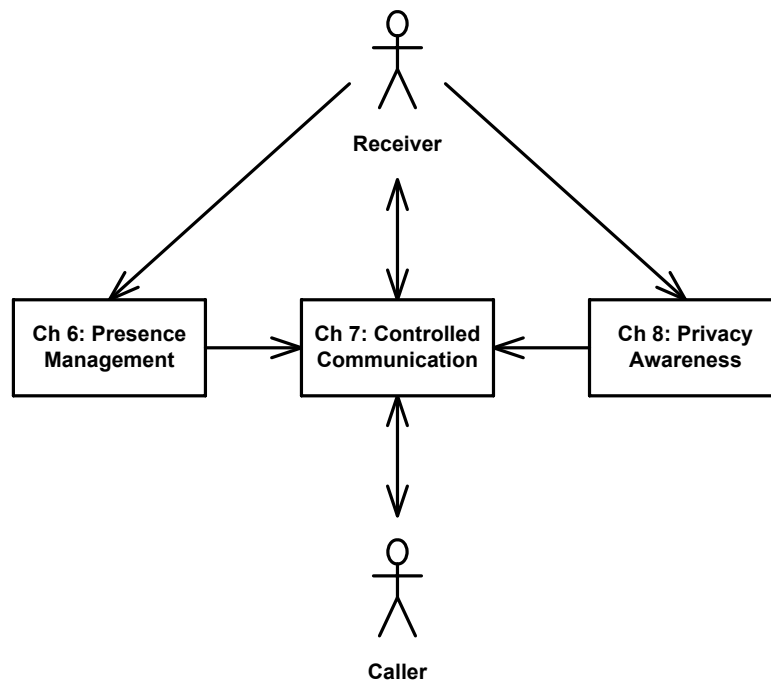 Receiver
Ch 6: Presence
Management
Ch 7: Controlled
Communication
Ch 8: Privacy
Awareness
Caller